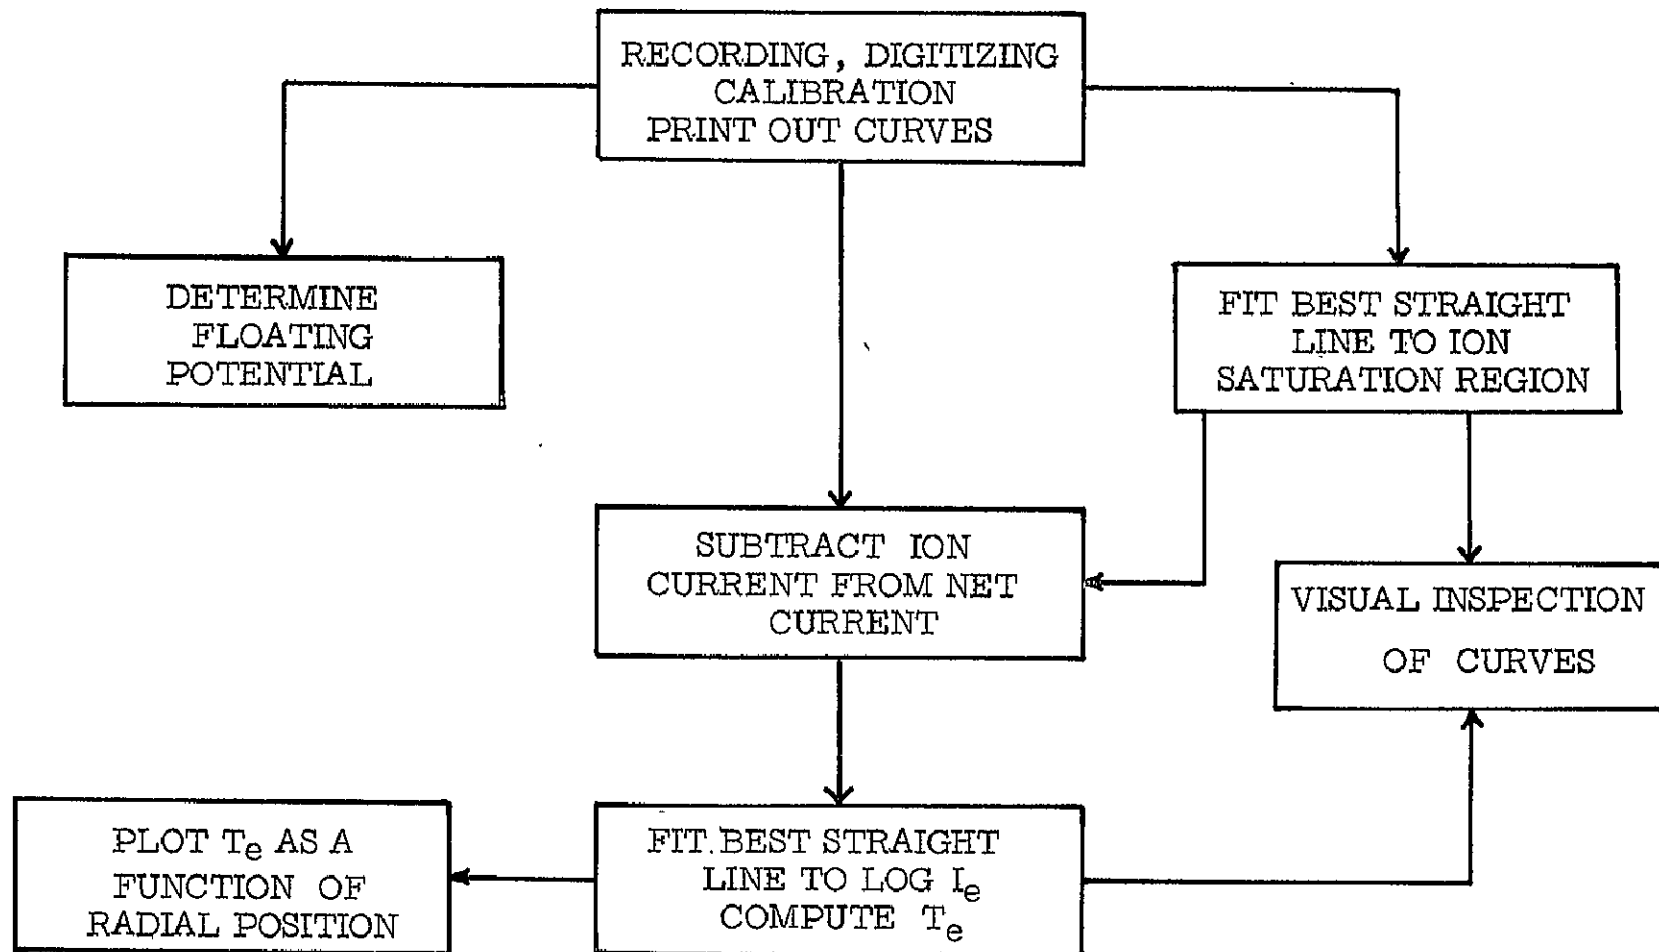 RECORDING, DIGITIZING
CALIBRATION
PRINT OUT CURVES
DETERMINE
FLOATING
POTENTIAL
FIT BEST STRAIGHT
LINE TO ION
SATURATION REGION
SUBTRACT ION
CURRENT FROM NET
CURRENT
VISUAL INSPECTION
OF CURVES
PLOT Te AS A
FUNCTION OF
RADIAL POSITION
FIT BEST STRAIGHT
LINE TO LOG Ie
COMPUTE Te